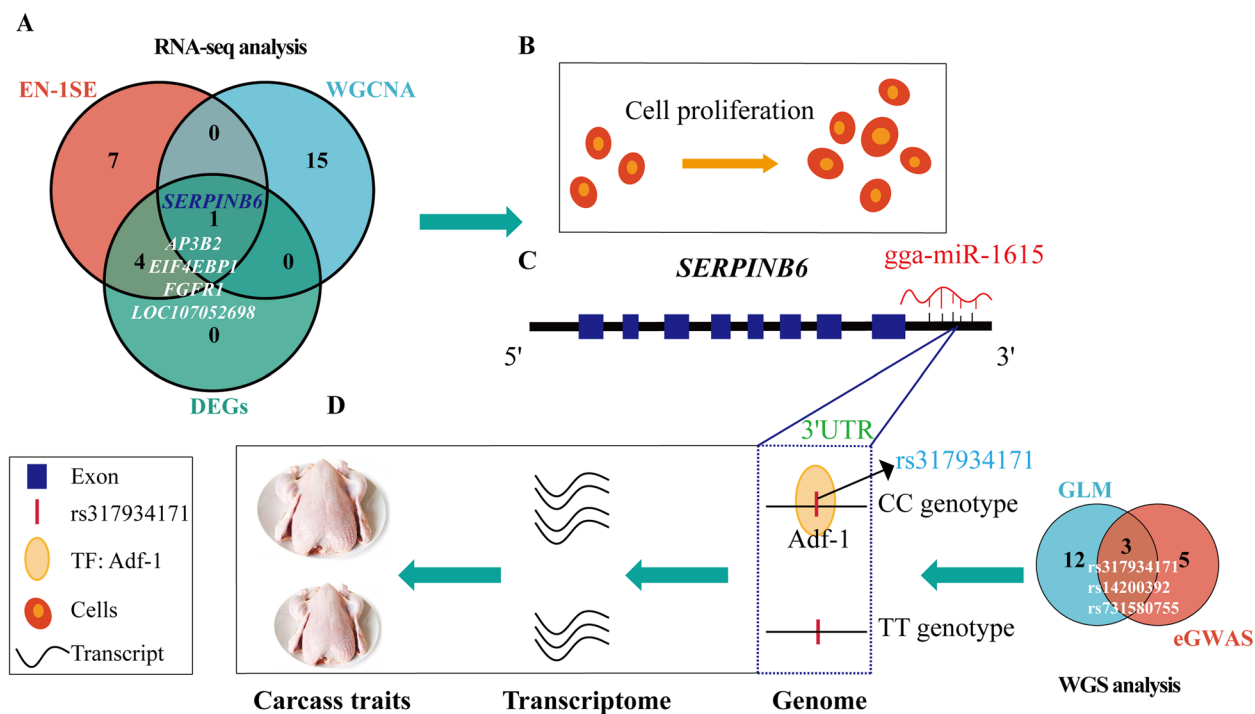 A
RNA-seq analysis
EN-1SE
WGCNA
0
7
15
SERPINB6
1
AP3B2
4
EIF4EBP1
0
FGFR1
LOC107052698
0
DEGs
B
Cell proliferation
C
SERPINB6
gga-miR-1615
5'
3'
D
3'UTR
rs317934171
CC genotype
Adf-1
TT genotype
Carcass traits
Transcriptome
Genome
Exon
rs317934171
TF: Adf-1
Cells
Transcript
GLM
12
3
5
rs317934171
rs14200392
rs731580755
eGWAS
WGS analysis